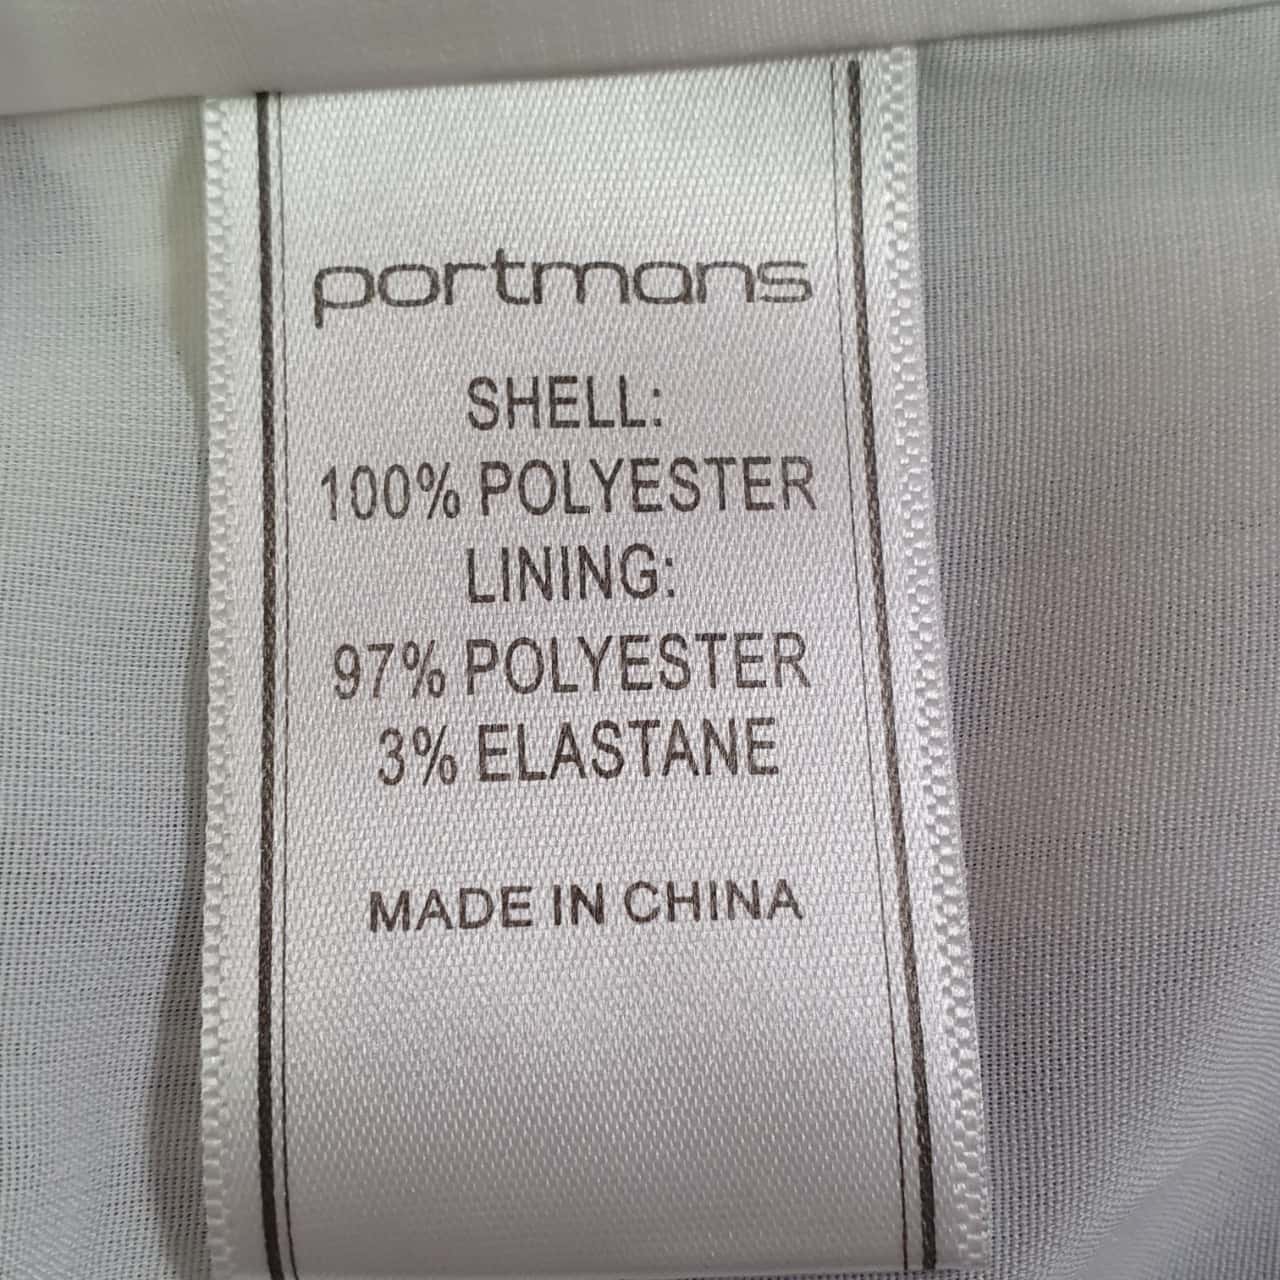 portmans
SHELL:
100% POLYESTER
LINING:
97% POLYESTER
3% ELASTANE
MADE IN CHINA